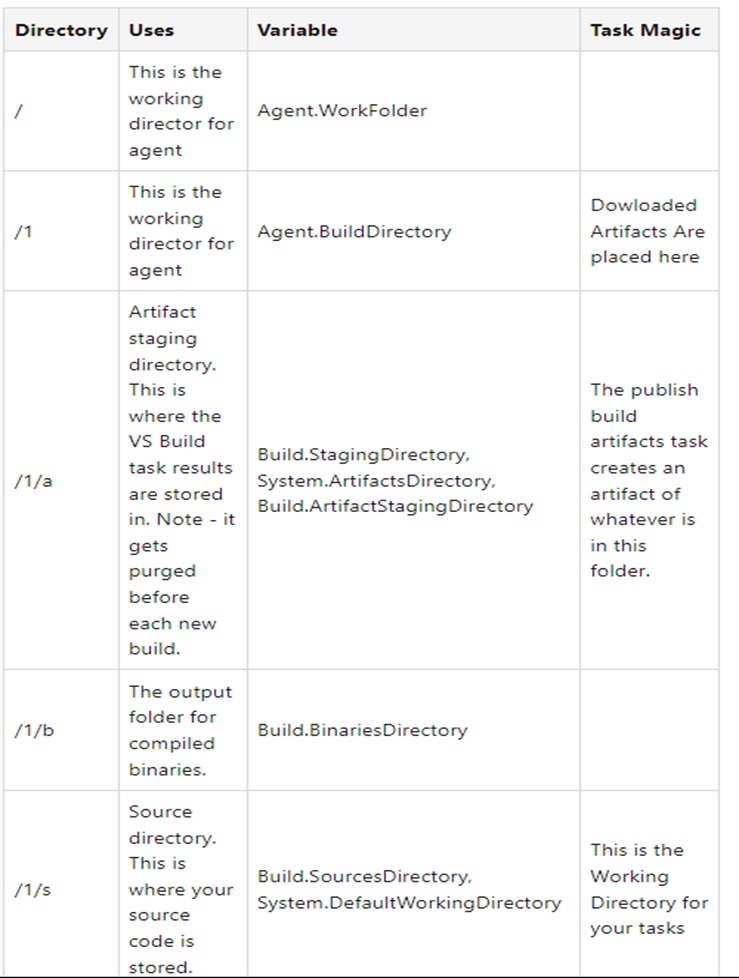 Directory Uses Variable Task Magic
/
This is the
working
director for
agent
Agent.WorkFolder
/1
This is the
working
director for
agent
Agent.BuildDirectory
Dowloaded
Artifacts Are
placed here
/1/a
Artifact
staging
directory.
This is
where the
VS Build
task results
are stored
in. Note - it
gets
purged
before
each new
build.
Build.StagingDirectory,
System.ArtifactsDirectory,
Build.ArtifactStagingDirectory
The publish
build
artifacts task
creates an
artifact of
whatever is
in this
folder.
/1/b
The output
folder for
compiled
binaries.
Build.BinariesDirectory
/1/s
Source
directory.
This is
where your
source
code is
stored.
Build.SourcesDirectory,
System.DefaultWorkingDirectory
This is the
Working
Directory for
your tasks